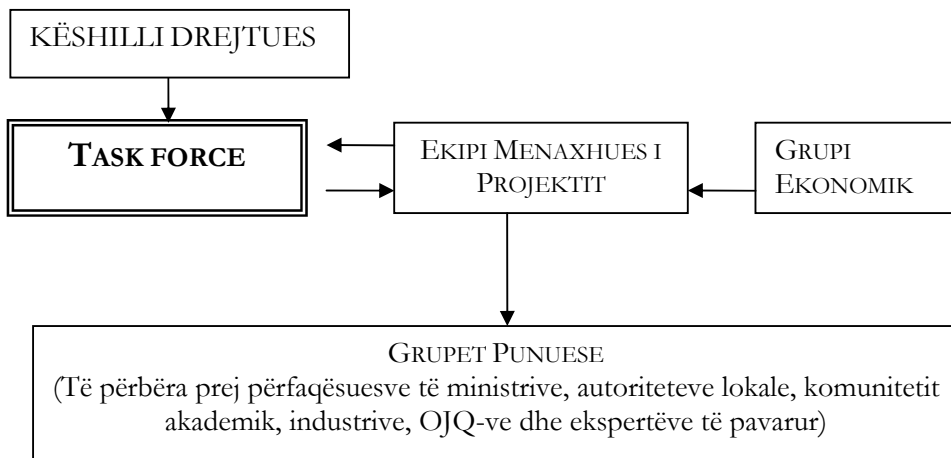 KËSHILLI DREJTUES
TASK FORCE
EKIPI MENAXHUES I
PROJEKTIT
GRUPI
EKONOMIK
GRUPET PUNUESE
(Të përbëra prej përfaqësuesve të ministrive, autoriteteve lokale, komunitetit
akademik, industrive, OJQ-ve dhe ekspertëve të pavarur)